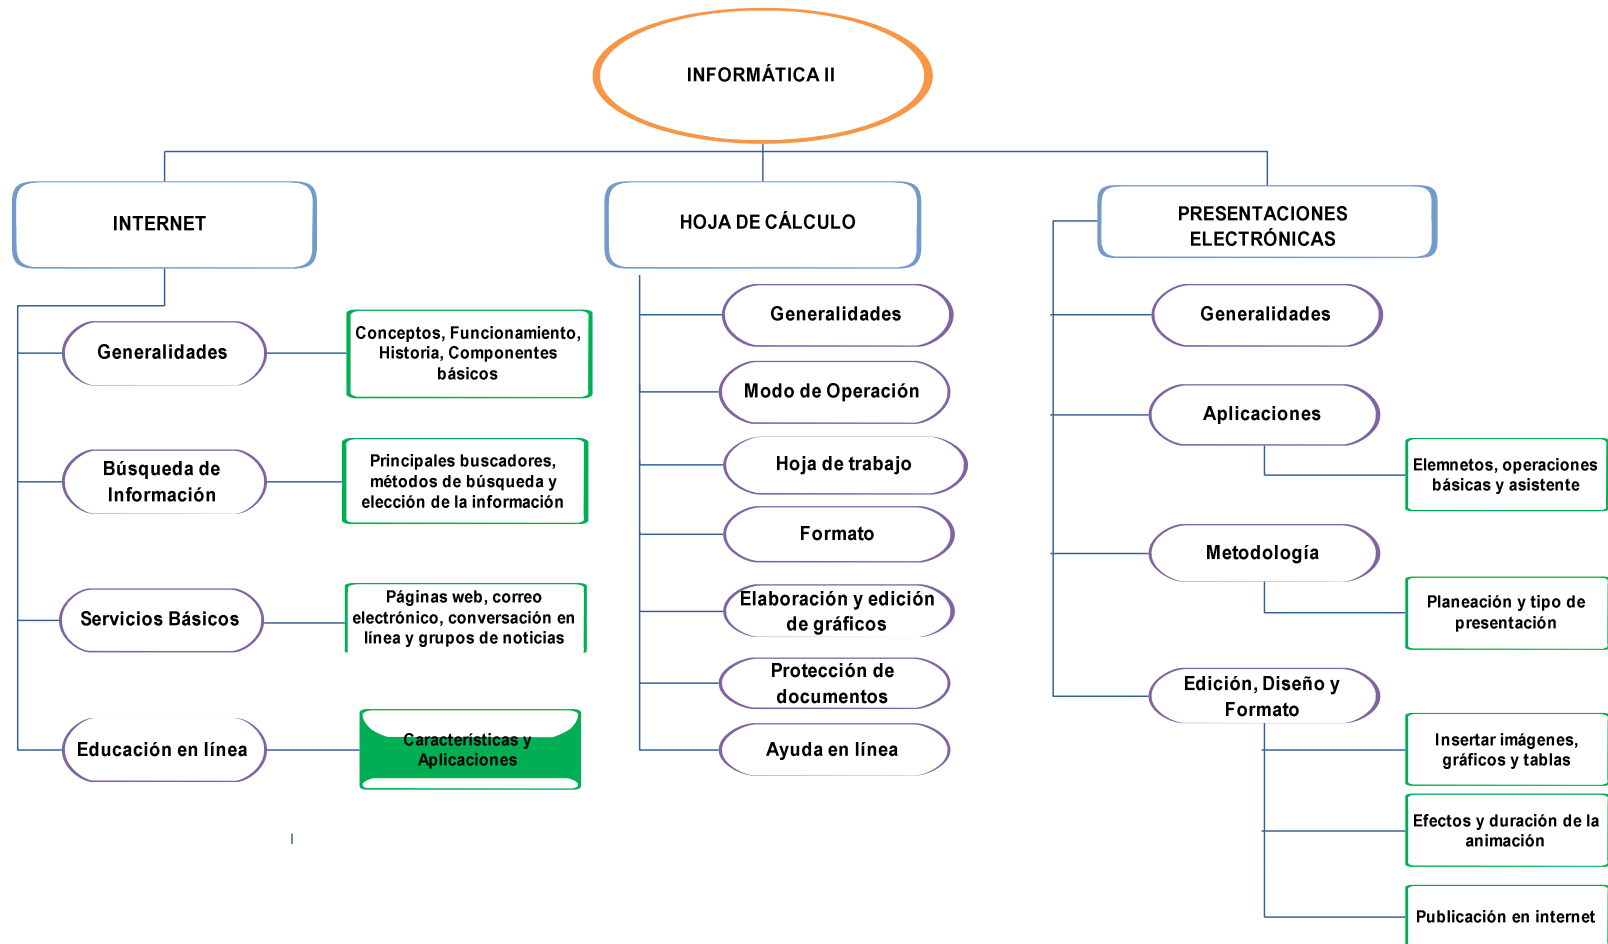 INFORMÁTICA II
INTERNET
Generalidades
Conceptos, Funcionamiento,
Historia, Componentes
básicos
Búsqueda de
Información
Principales buscadores,
métodos de búsqueda y
elección de la información
Servicios Básicos
Páginas web, correo
electrónico, conversación en
línea y grupos de noticias
Educación en línea
Características y
Aplicaciones
HOJA DE CÁLCULO
Generalidades
Modo de Operación
Hoja de trabajo
Formato
Elaboración y edición
de gráficos
Protección de
documentos
Ayuda en línea
PRESENTACIONES
ELECTRÓNICAS
Generalidades
Aplicaciones
Elemnetos, operaciones
básicas y asistente
Metodología
Planeación y tipo de
presentación
Edición, Diseño y
Formato
Insertar imágenes,
gráficos y tablas
Efectos y duración de la
animación
Publicación en internet